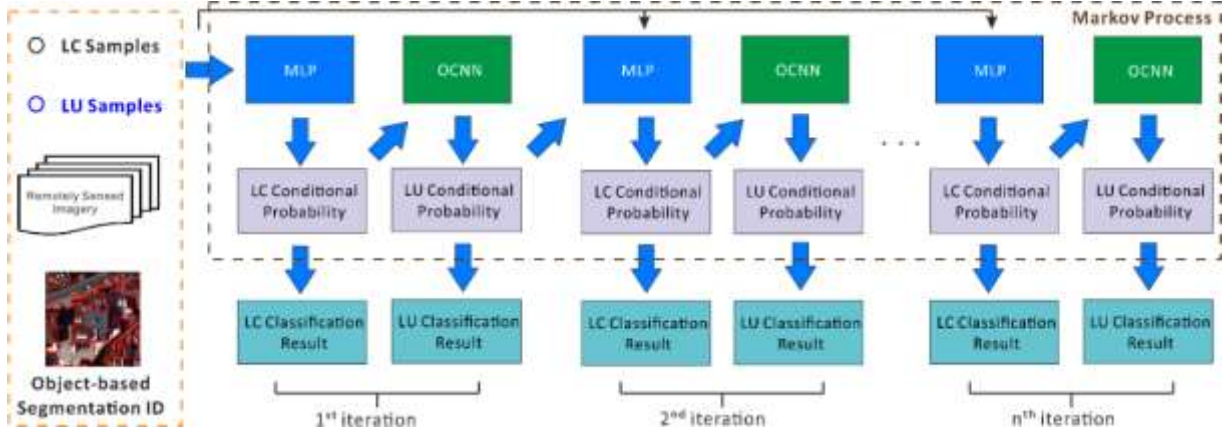 Markov Process
LC Samples
LU Samples
Remotely Sensed
Imagery
Object-based
Segmentation ID
MLP
OCNN
MLP
OCNN
MLP
OCNN
. . .
LC Conditional
Probability
LU Conditional
Probability
LC Conditional
Probability
LU Conditional
Probability
LC Conditional
Probability
LU Conditional
Probability
LC Classification
Result
LU Classification
Result
LC Classification
Result
LU Classification
Result
LC Classification
Result
LU Classification
Result
1st iteration
2nd iteration
nth iteration